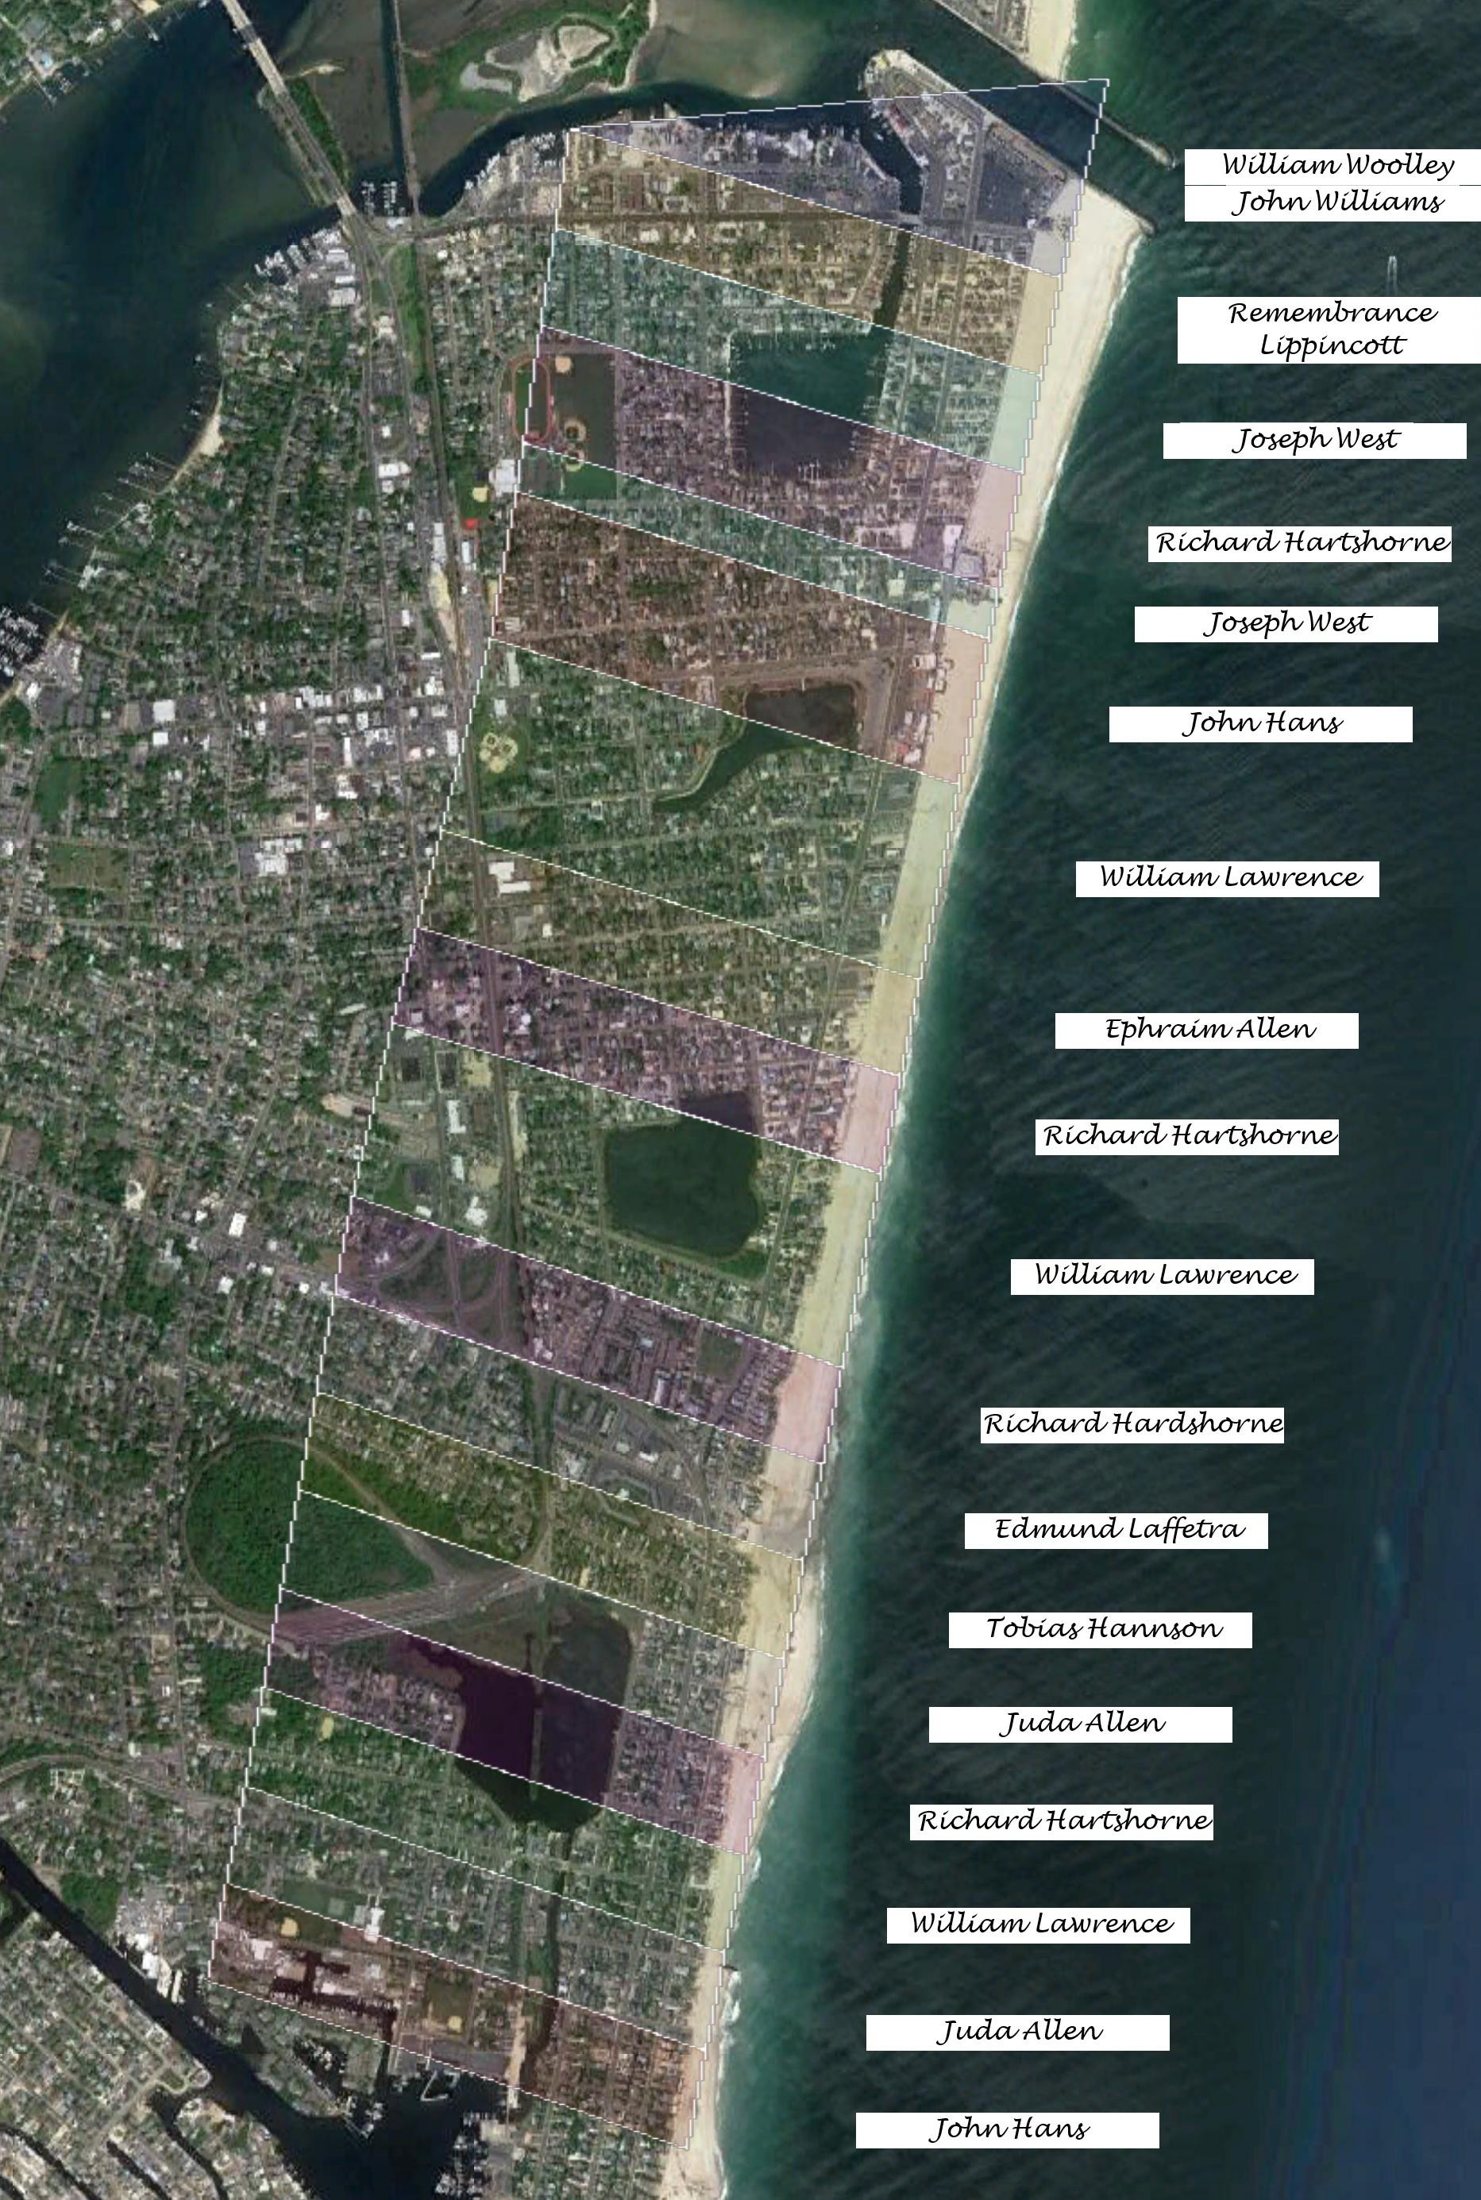 William Woolley
John Williams
Remembrance
Lippincott
Joseph West
Richard Hartshorne
Joseph West
John Hans
William Lawrence
Ephraim Allen
Richard Hartshorne
William Lawrence
Richard Hardshorne
Edmund Laffetra
Tobias Hannson
Juda Allen
Richard Hartshorne
William Lawrence
Juda Allen
John Hans